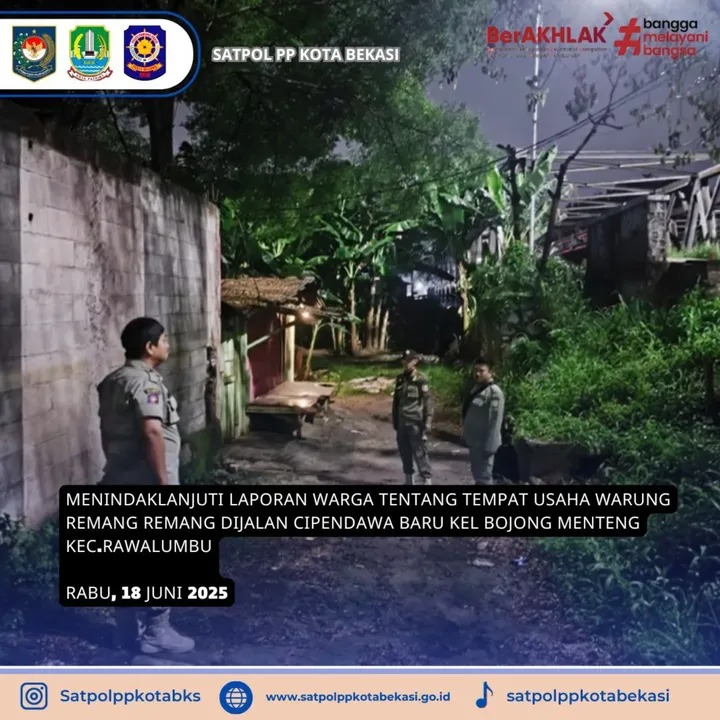 SATPOL PP KOTA BEKASI
BerAKHLAK
#bangga
melayani
bangsa
MENINDAKLANJUTI LAPORAN WARGA TENTANG TEMPAT USAHA WARUNG
REMANG REMANG DIJALAN CIPENDAWA BARU KEL BOJONG MENTENG
KEC.RAWALUMBU
RABU, 18 JUNI 2025
Satpolppkotabks
www.satpolppkotabekasi.go.id
satpolppkotabekasi